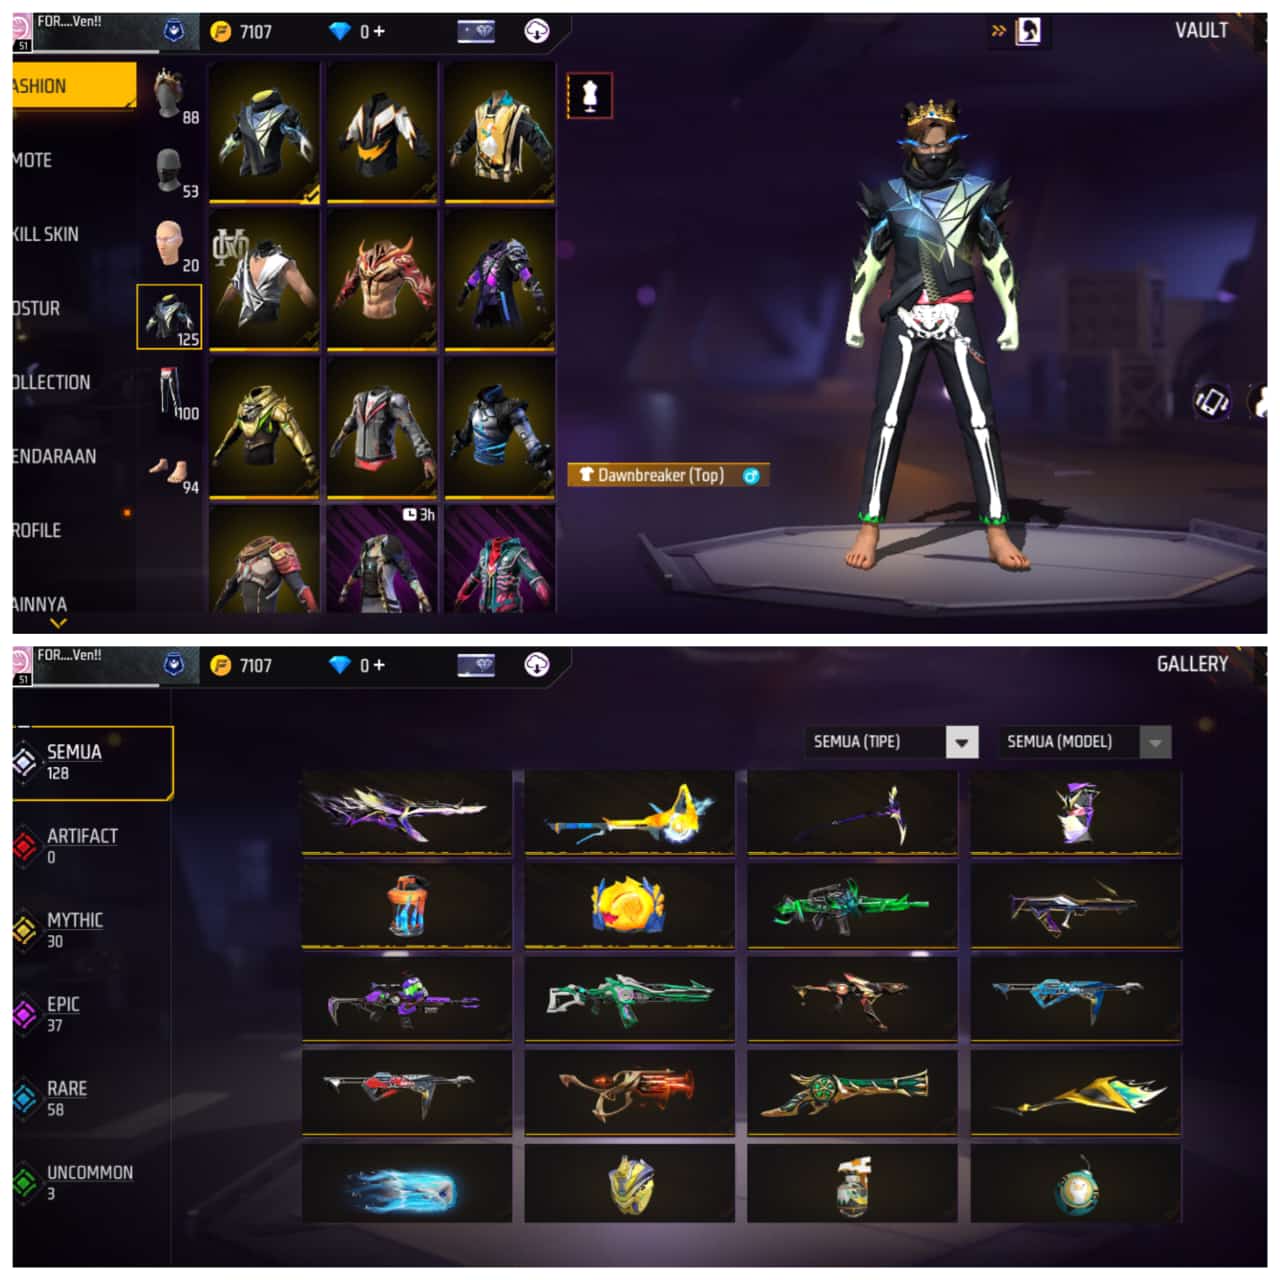 FOR....Ven!!
51
7107
0 +
VAULT
ASHION
MOTE
KILL SKIN
OSTUR
OLLECTION
ENDARAAN
ROFILE
AINNYA
88
53
20
125
100
94
3h
Dawnbreaker (Top)
FOR....Ven!!
51
7107
0 +
GALLERY
SEMUA
128
ARTIFACT
0
MYTHIC
30
EPIC
37
RARE
58
UNCOMMON
3
SEMUA (TIPE)
SEMUA (MODEL)